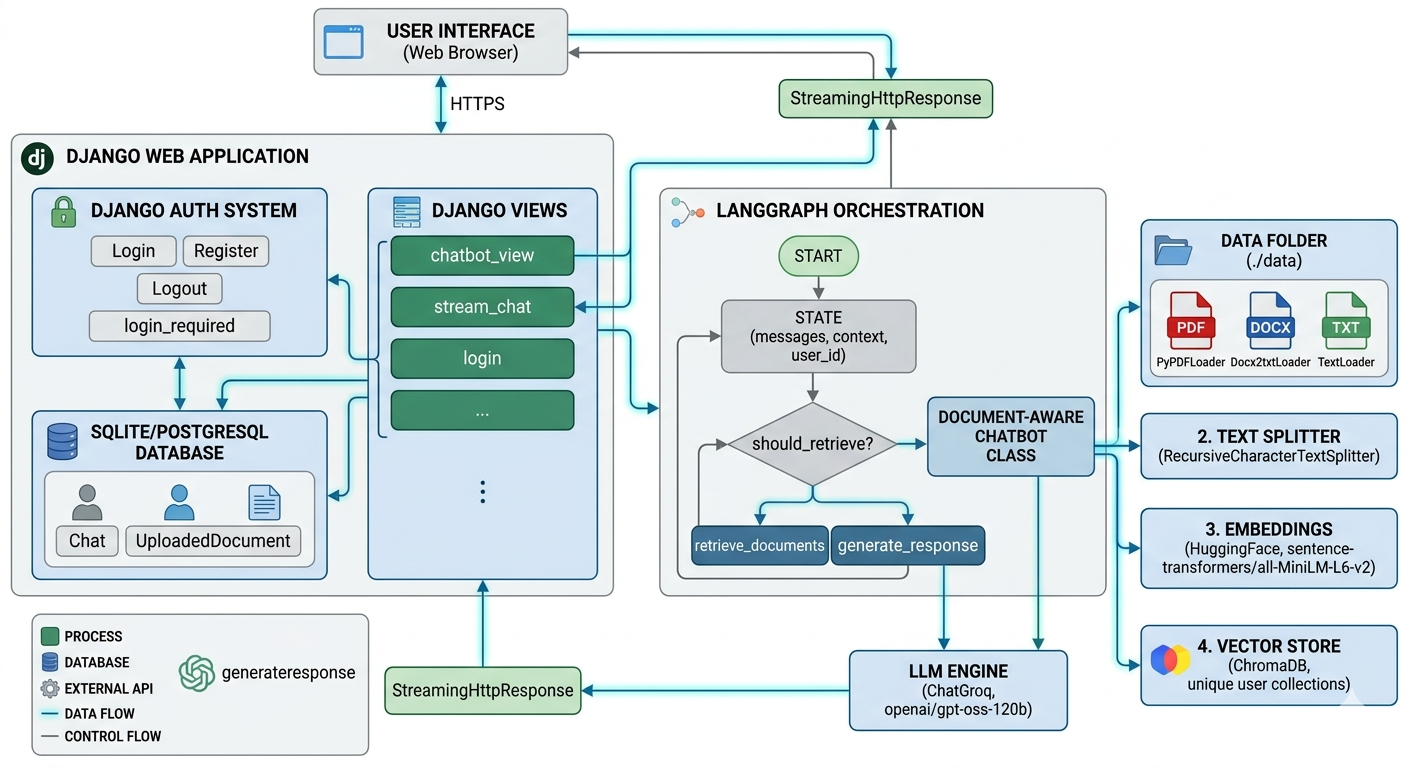 USER INTERFACE
(Web Browser)
HTTPS
StreamingHttpResponse
dj
DJANGO WEB APPLICATION
DJANGO AUTH SYSTEM
Login
Register
Logout
login_required
SQLITE/POSTGRESQL
DATABASE
Chat
UploadedDocument
DJANGO VIEWS
chatbot_view
stream_chat
login
...
LANGGRAPH ORCHESTRATION
START
STATE
(messages, context,
user_id)
should_retrieve?
retrieve_documents
generate_response
DOCUMENT-AWARE
CHATBOT
CLASS
DATA FOLDER
(./data)
PDF
DOCX
TXT
PyPDFLoader
Docx2txtLoader
TextLoader
2. TEXT SPLITTER
(RecursiveCharacterTextSplitter)
3. EMBEDDINGS
(HuggingFace, sentence-
transformers/all-MiniLM-L6-v2)
4. VECTOR STORE
(ChromaDB,
unique user collections)
LLM ENGINE
(ChatGroq,
openai/gpt-oss-120b)
StreamingHttpResponse
PROCESS
DATABASE
EXTERNAL API
DATA FLOW
CONTROL FLOW
generateresponse